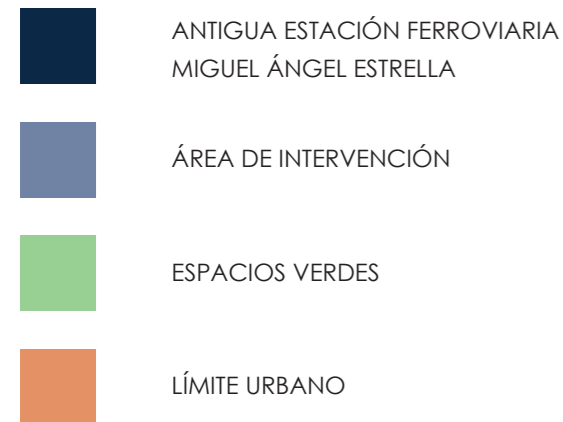 ANTIGUA ESTACIÓN FERROVIARIA
MIGUEL ÁNGEL ESTRELLA
ÁREA DE INTERVENCIÓN
ESPACIOS VERDES
LÍMITE URBANO